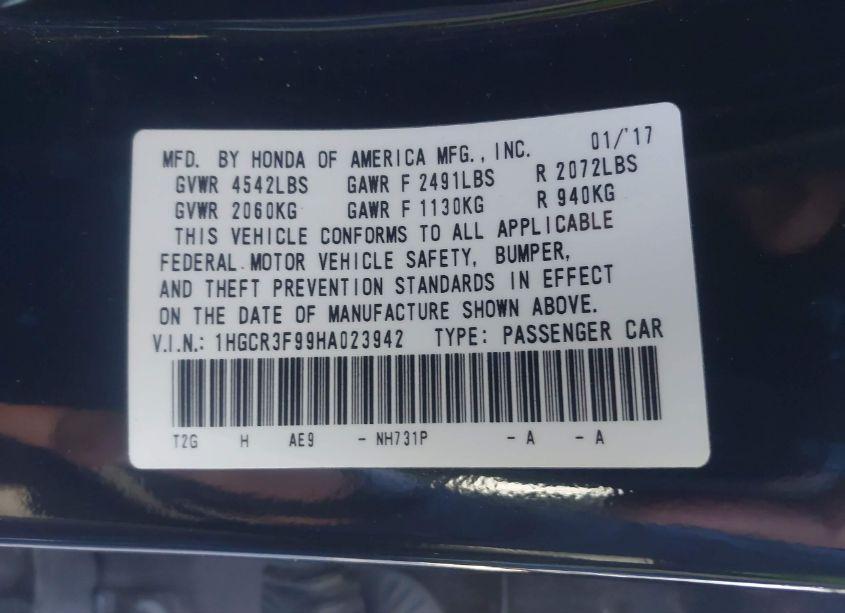 MFD. BY HONDA OF AMERICA MFG., INC. 01/'17
GVWR 4542LBS GAWR F 2491LBS R 2072LBS
GVWR 2060KG GAWR F 1130KG R 940KG
THIS VEHICLE CONFORMS TO ALL APPLICABLE
FEDERAL MOTOR VEHICLE SAFETY, BUMPER,
AND THEFT PREVENTION STANDARDS IN EFFECT
ON THE DATE OF MANUFACTURE SHOWN ABOVE.
V.I.N.: 1HGCR3F99HA023942 TYPE: PASSENGER CAR
T2G H AE9 - NH731P - A - A